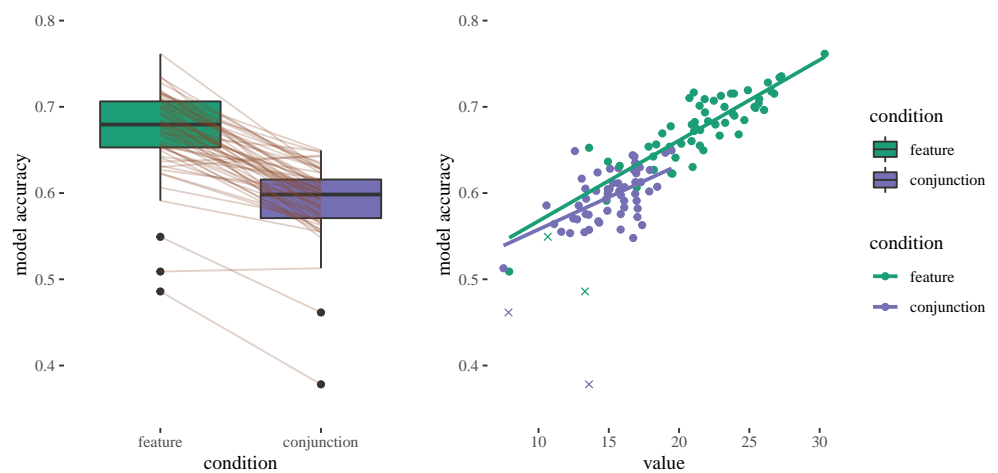 0.8
0.7
0.6
0.5
0.4
model accuracy
feature
conjunction
condition
0.8
0.7
0.6
0.5
0.4
model accuracy
10
15
20
25
30
value
condition
feature
conjunction
condition
feature
conjunction